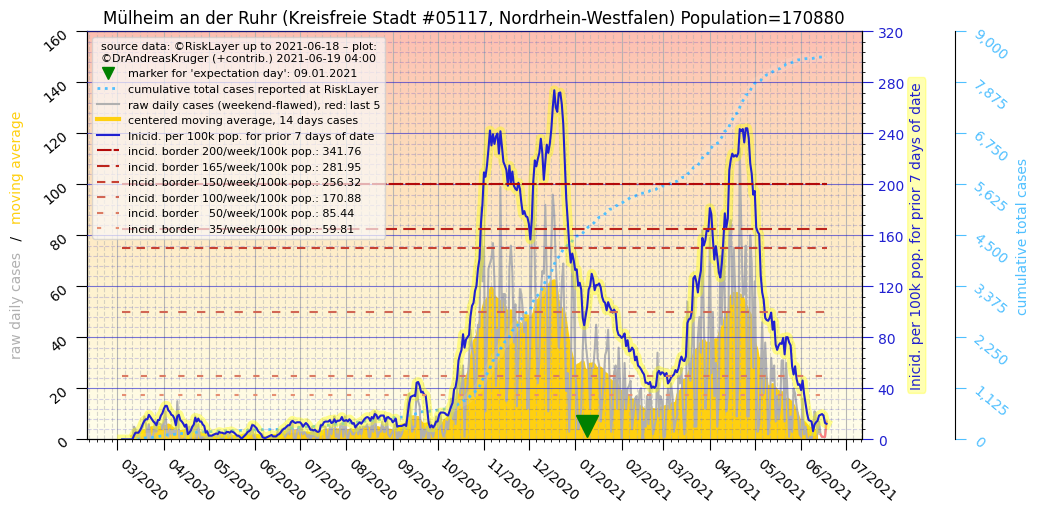 Mülheim an der Ruhr (Kreisfreie Stadt #05117, Nordrhein-Westfalen) Population=170880
source data: ©RiskLayer up to 2021-06-18 – plot:
©DrAndreasKruger (+contrib.) 2021-06-19 04:00
marker for 'expectation day': 09.01.2021
cumulative total cases reported at RiskLayer
raw daily cases (weekend-flawed), red: last 5
centered moving average, 14 days cases
Inicid. per 100k pop. for prior 7 days of date
incid. border 200/week/100k pop.: 341.76
incid. border 165/week/100k pop.: 281.95
incid. border 150/week/100k pop.: 256.32
incid. border 100/week/100k pop.: 170.88
incid. border   50/week/100k pop.: 85.44
incid. border   35/week/100k pop.: 59.81
raw daily cases   /   moving average
160
140
120
100
80
60
40
20
0
03/2020
04/2020
05/2020
06/2020
07/2020
08/2020
09/2020
10/2020
11/2020
12/2020
01/2021
02/2021
03/2021
04/2021
05/2021
06/2021
07/2021
320
280
240
200
160
120
80
40
0
Inicid. per 100k pop. for prior 7 days of date
9,000
7,875
6,750
5,625
4,500
3,375
2,250
1,125
0
cumulative total cases